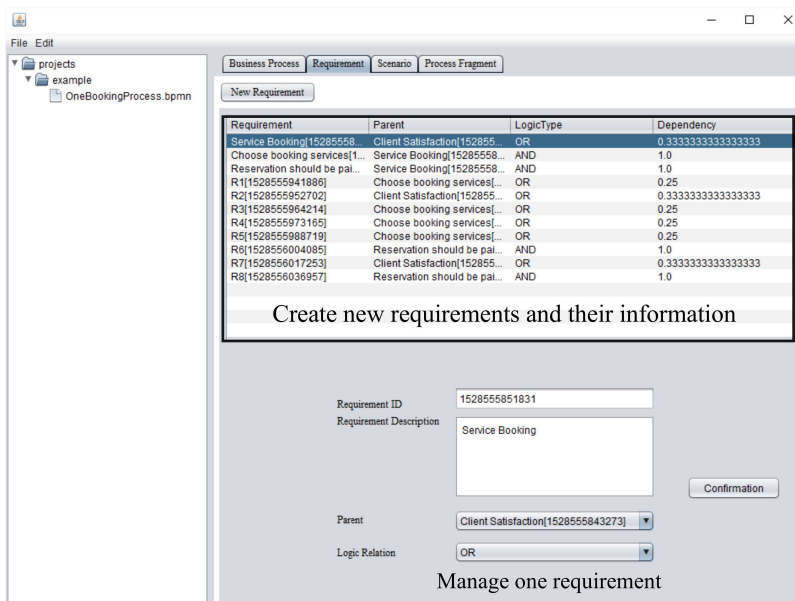 File Edit
projects
example
OneBookingProcess.bpmn
Business Process Requirement Scenario Process Fragment
New Requirement
Requirement Parent LogicType Dependency
Service Booking[15285558... Client Satisfaction[152855... OR 0.3333333333333333
Choose booking services[1... Service Booking[15285558... AND 1.0
Reservation should be pai... Service Booking[15285558... AND 1.0
R1[1528555941886] Choose booking services[... OR 0.25
R2[1528555952702] Client Satisfaction[152855... OR 0.3333333333333333
R3[1528555964214] Choose booking services[... OR 0.25
R4[1528555973165] Choose booking services[... OR 0.25
R5[1528555988719] Choose booking services[... OR 0.25
R6[1528556004085] Reservation should be pai... AND 1.0
R7[1528556017253] Client Satisfaction[152855... OR 0.3333333333333333
R8[1528556036957] Reservation should be pai... AND 1.0
Create new requirements and their information
Requirement ID 1528555851831
Requirement Description Service Booking
Confirmation
Parent Client Satisfaction[1528555843273]
Logic Relation OR
Manage one requirement